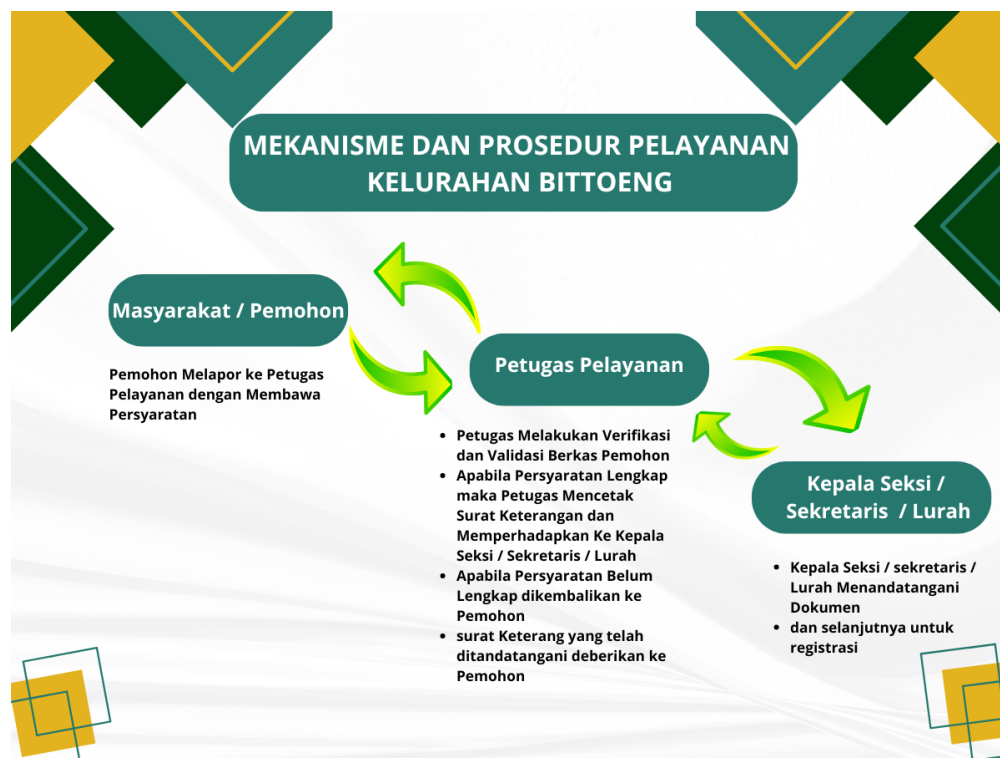 MEKANISME DAN PROSEDUR PELAYANAN
KELURAHAN BITTOENG
Masyarakat / Pemohon
Pemohon Melapor ke Petugas
Pelayanan dengan Membawa
Persyaratan
Petugas Pelayanan
• Petugas Melakukan Verifikasi
dan Validasi Berkas Pemohon
• Apabila Persyaratan Lengkap
maka Petugas Mencetak
Surat Keterangan dan
Memperhadapkan Ke Kepala
Seksi / Sekretaris / Lurah
• Apabila Persyaratan Belum
Lengkap dikembalikan ke
Pemohon
• surat Keterang yang telah
ditandatangani deberikan ke
Pemohon
Kepala Seksi /
Sekretaris / Lurah
• Kepala Seksi / sekretaris /
Lurah Menandatangani
Dokumen
• dan selanjutnya untuk
registrasi